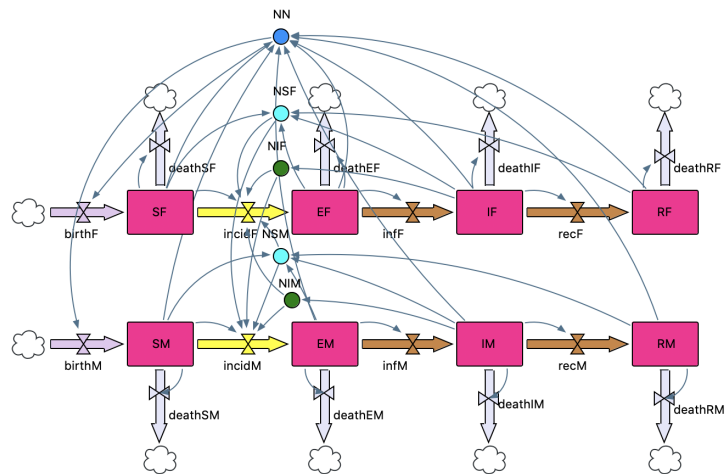 NN
NSF
deathSF
NIF
deathEF
deathIF
deathRF
SF
EF
IF
RF
birthF
incidF
NSM
infF
recF
NIM
SM
EM
IM
RM
birthM
incidM
infM
recM
deathSM
deathEM
deathIM
deathRM